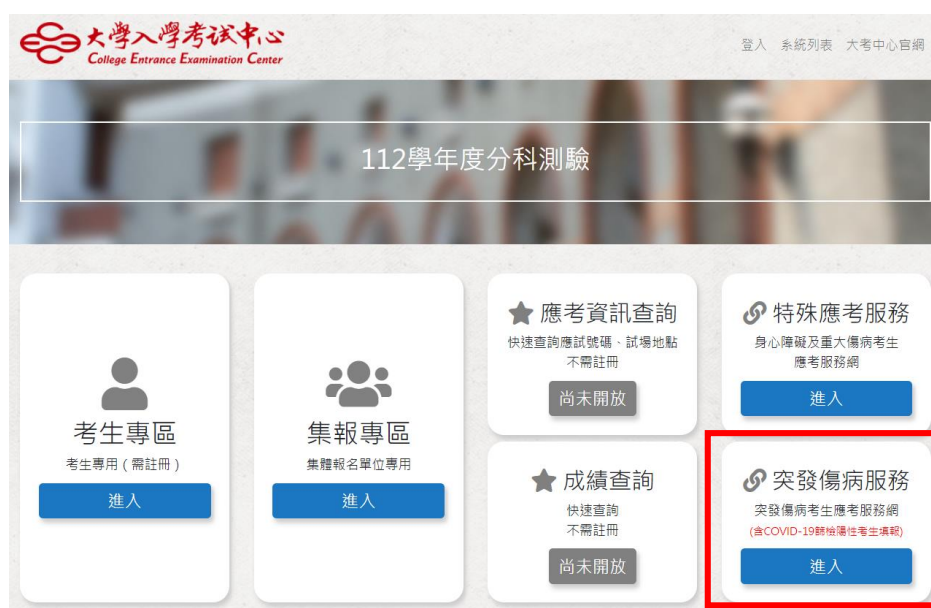 大學入學考試中心
College Entrance Examination Center
登入 系統列表 大考中心官網
112學年度分科測驗
考生專區
考生專用(需註冊)
進入
集報專區
集體報名單位專用
進入
應考資訊查詢
快速查詢應試號碼、試場地點
不需註冊
尚未開放
特殊應考服務
身心障礙及重大傷病考生
應考服務網
進入
成績查詢
快速查詢
不需註冊
尚未開放
突發傷病服務
突發傷病考生應考服務網
(含COVID-19篩檢陽性考生填報)
進入